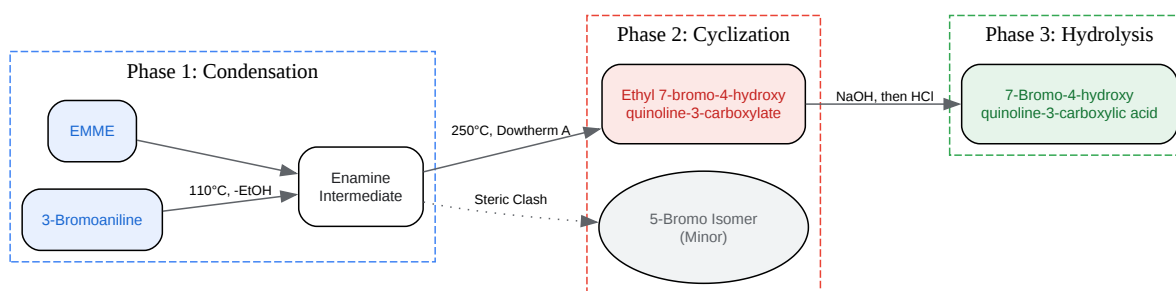 Phase 1: Condensation
EMME
3-Bromoaniline
110°C, -EtOH
Enamine
Intermediate
250°C, Dowtherm A
Steric Clash
Phase 2: Cyclization
Ethyl 7-bromo-4-hydroxy
quinoline-3-carboxylate
5-Bromo Isomer
(Minor)
NaOH, then HCl
Phase 3: Hydrolysis
7-Bromo-4-hydroxy
quinoline-3-carboxylic acid